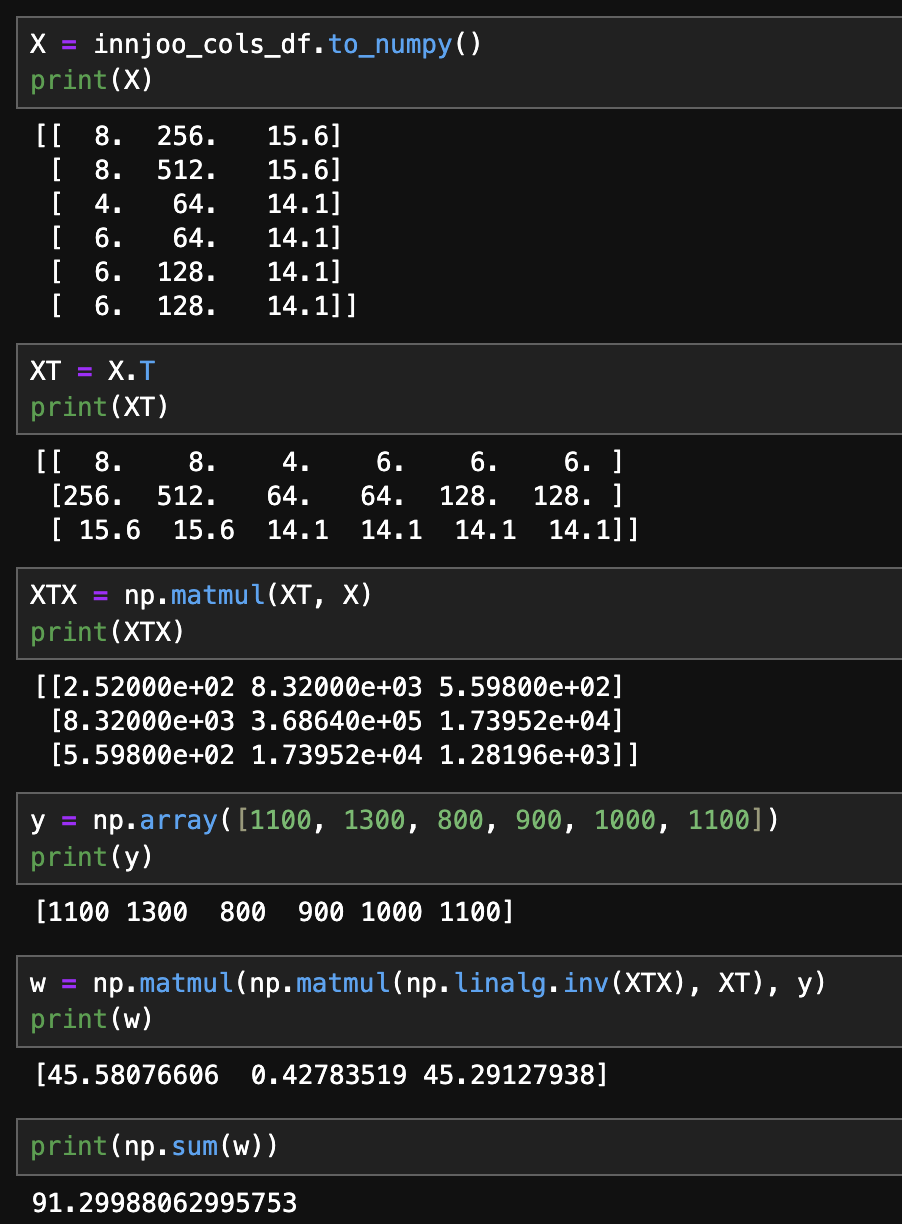 X = innjoo_cols_df.to_numpy()
print(X)
[[  8.  256.   15.6]
 [  8.  512.   15.6]
 [  4.   64.   14.1]
 [  6.   64.   14.1]
 [  6.  128.   14.1]
 [  6.  128.   14.1]]
XT = X.T
print(XT)
[[  8.     8.     4.     6.     6.     6. ]
 [256.   512.    64.    64.   128.   128. ]
 [ 15.6   15.6   14.1   14.1   14.1   14.1]]
XTX = np.matmul(XT, X)
print(XTX)
[[2.52000e+02 8.32000e+03 5.59800e+02]
 [8.32000e+03 3.68640e+05 1.73952e+04]
 [5.59800e+02 1.73952e+04 1.28196e+03]]
y = np.array([1100, 1300, 800, 900, 1000, 1100])
print(y)
[1100 1300  800  900 1000 1100]
w = np.matmul(np.matmul(np.linalg.inv(XTX), XT), y)
print(w)
[45.58076606  0.42783519 45.29127938]
print(np.sum(w))
91.29988062995753